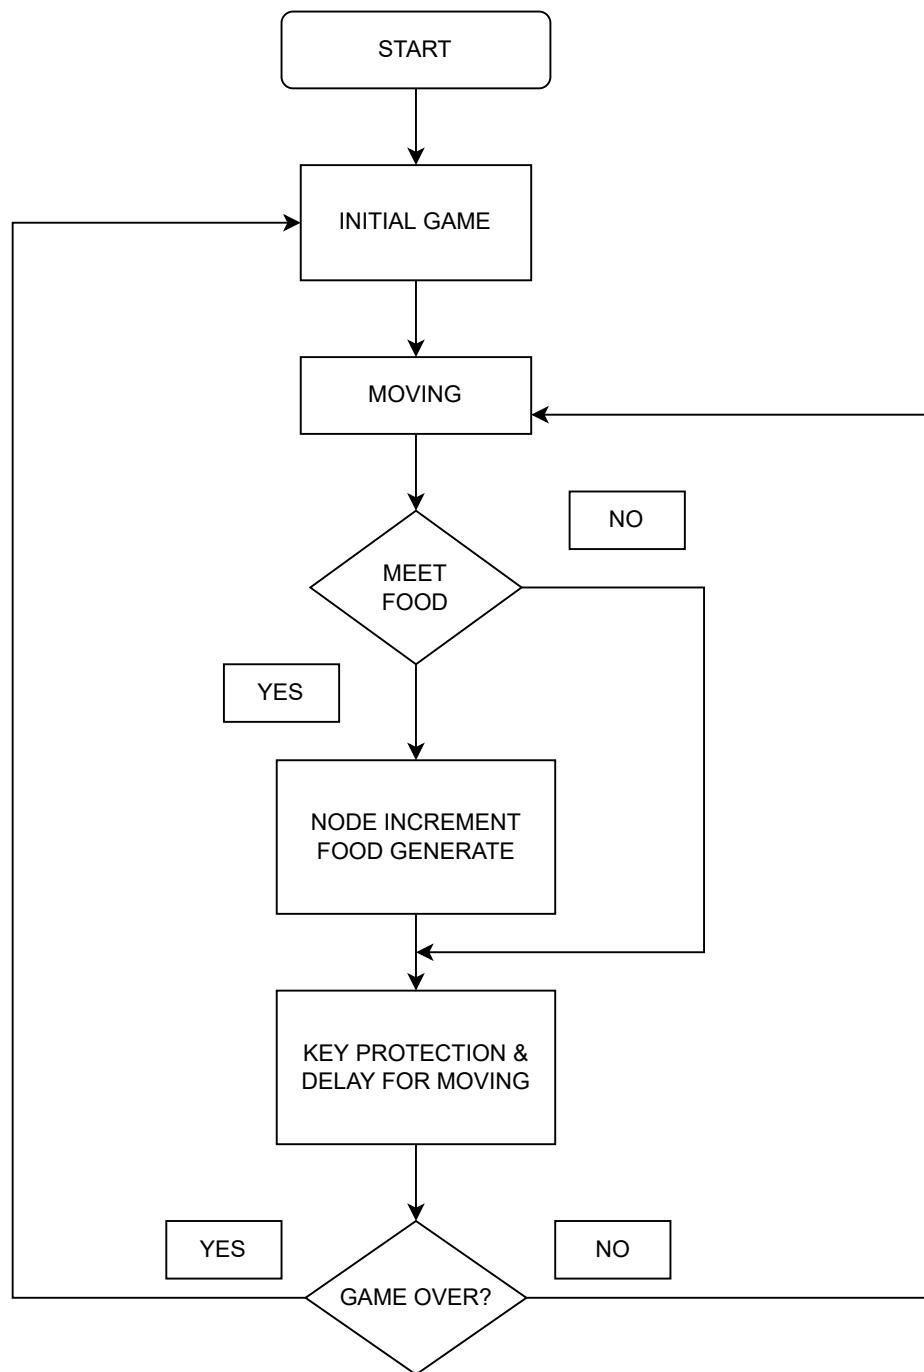 START
INITIAL GAME
MOVING
NO
MEET
FOOD
YES
NODE INCREMENT
FOOD GENERATE
KEY PROTECTION &
DELAY FOR MOVING
YES
NO
GAME OVER?